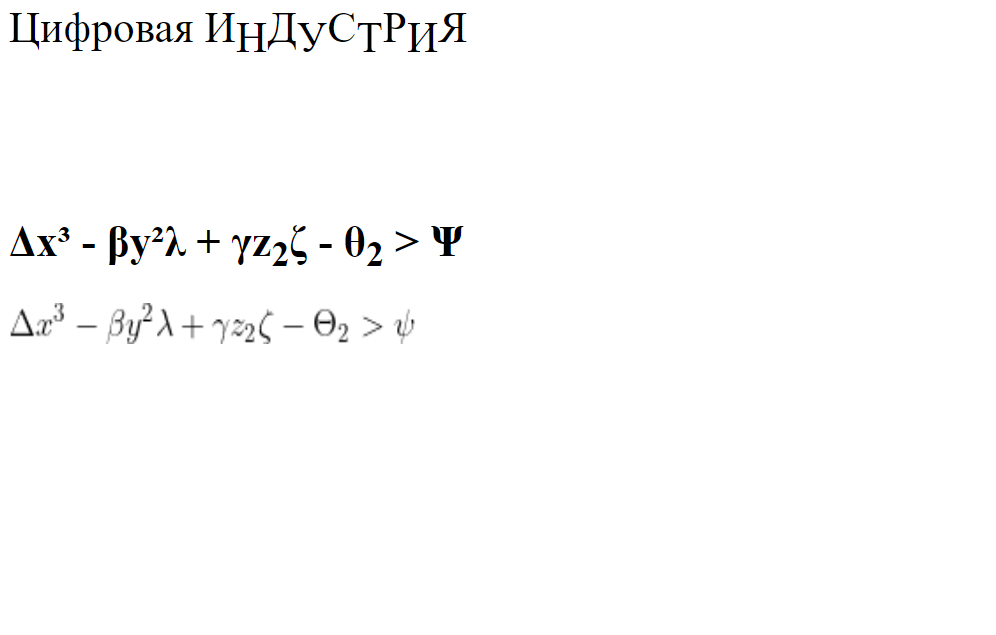 Цифровая ИНДУСТРИЯ
Δx³ - βy²λ + γz₂ζ - θ₂ > Ψ
Δx³ − βy²λ + γz₂ζ − Θ₂ > ψ